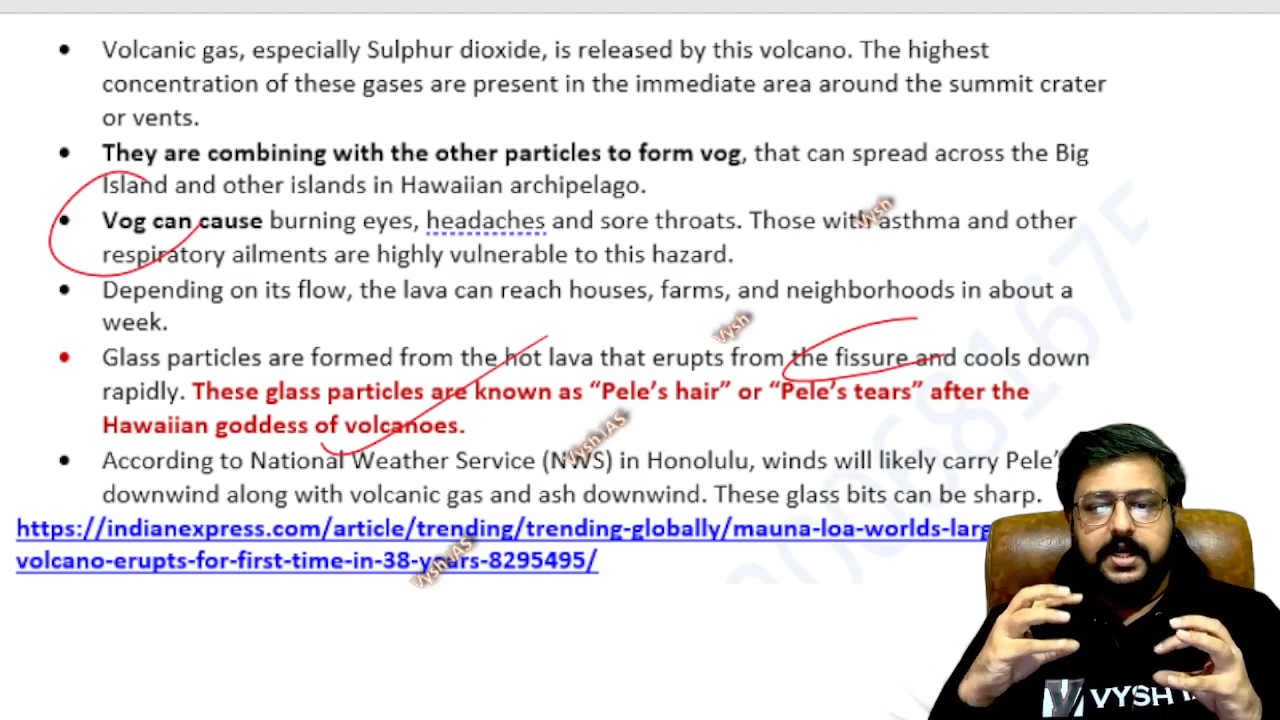 Volcanic gas, especially Sulphur dioxide, is released by this volcano. The highest
concentration of these gases are present in the immediate area around the summit crater
or vents.
They are combining with the other particles to form vog, that can spread across the Big
Island and other islands in Hawaiian archipelago.
Vog can cause burning eyes, headaches and sore throats. Those with asthma and other
respiratory ailments are highly vulnerable to this hazard.
Depending on its flow, the lava can reach houses, farms, and neighborhoods in about a
week.
Glass particles are formed from the hot lava that erupts from the fissure and cools down
rapidly. These glass particles are known as “Pele’s hair” or “Pele’s tears” after the
Hawaiian goddess of volcanoes.
According to National Weather Service (NWS) in Honolulu, winds will likely carry Pele’
downwind along with volcanic gas and ash downwind. These glass bits can be sharp.
https://indianexpress.com/article/trending/trending-globally/mauna-loa-worlds-larg
volcano-erupts-for-first-time-in-38-years-8295495/
Vysh
Vysh
Vysh IAS
Vysh IAS
VYSH IA